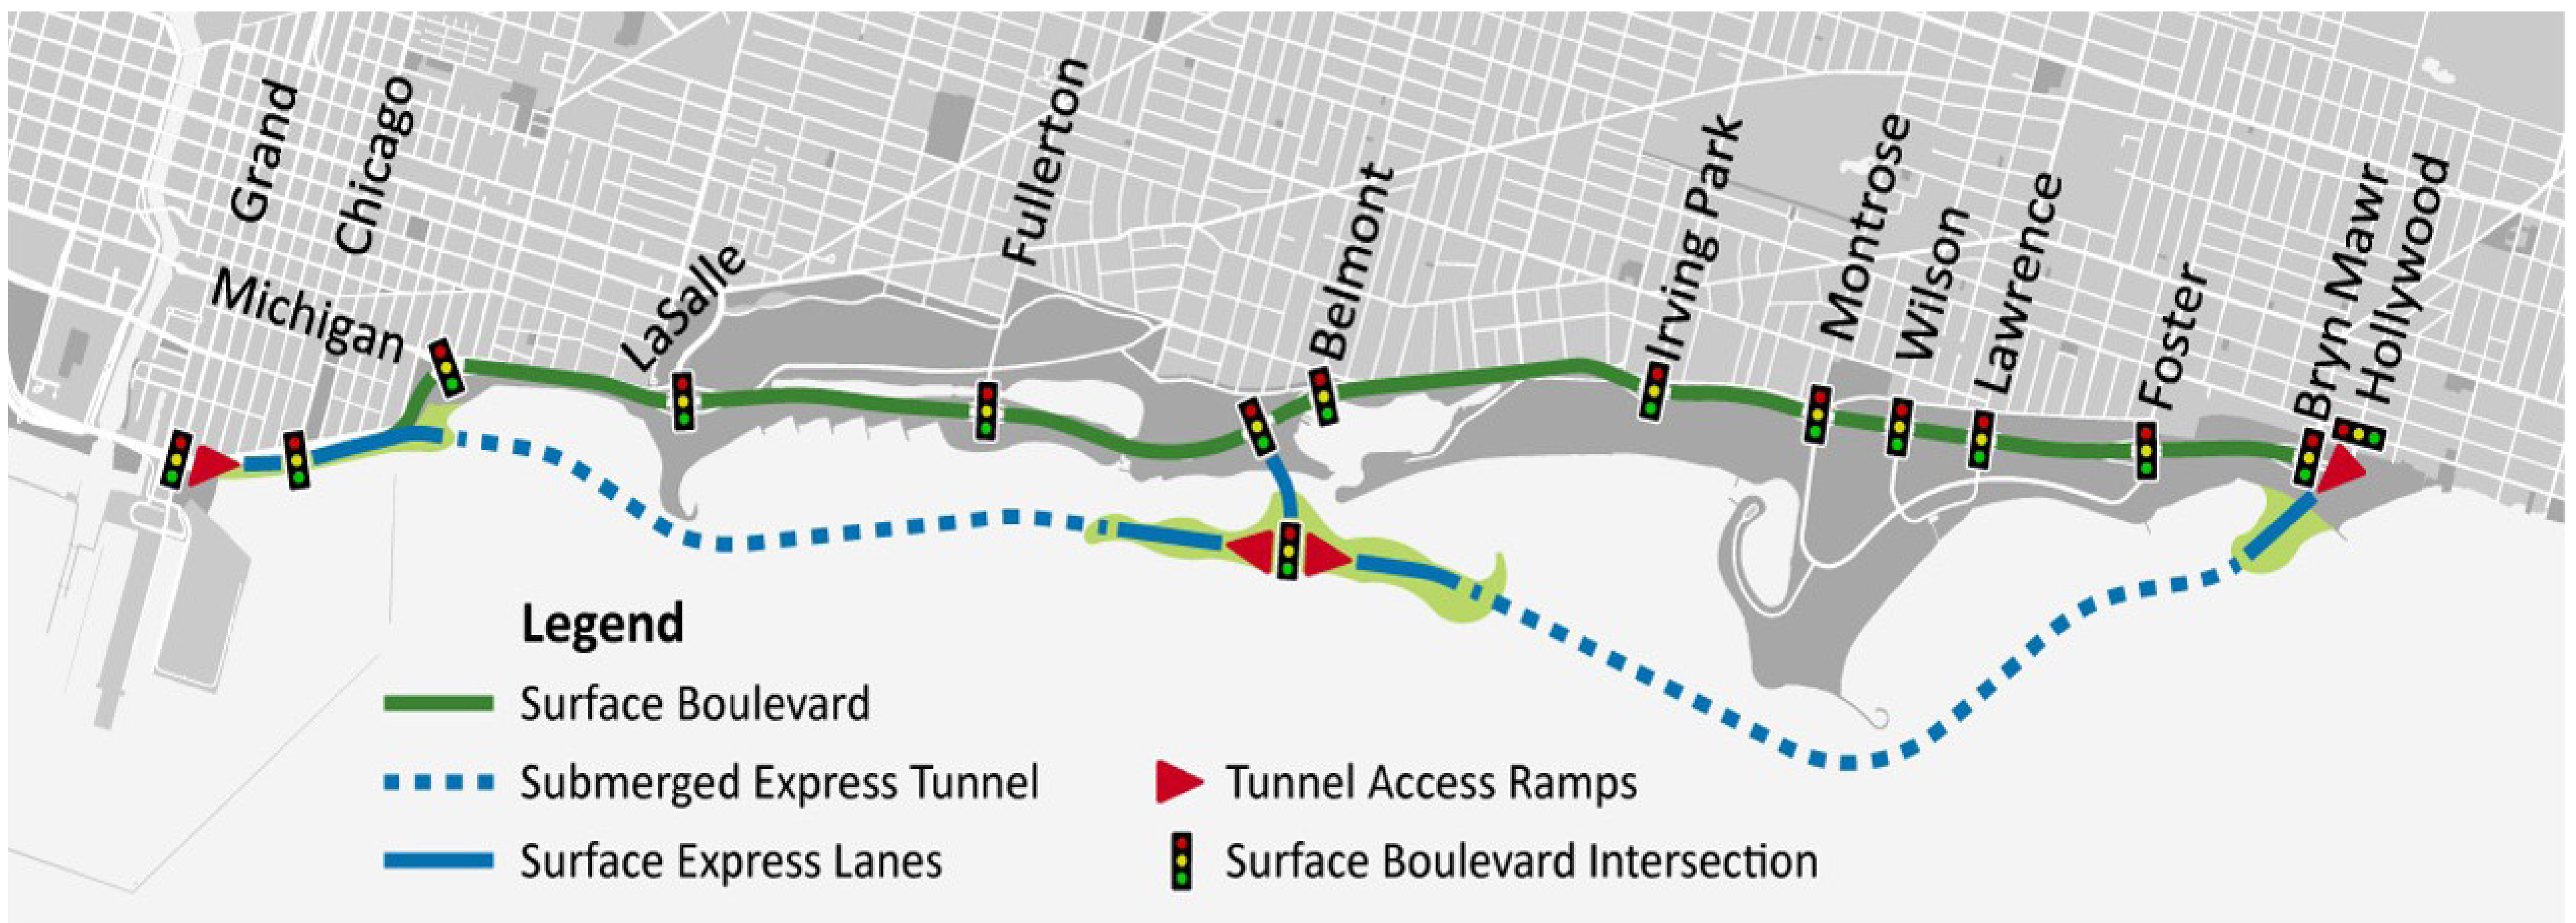 Grand
Chicago
Michigan
LaSalle
Fullerton
Belmont
Irving Park
Montrose
Wilson
Lawrence
Foster
Bryn Mawr
Hollywood
Legend
Surface Boulevard
Submerged Express Tunnel
Surface Express Lanes
Tunnel Access Ramps
Surface Boulevard Intersection